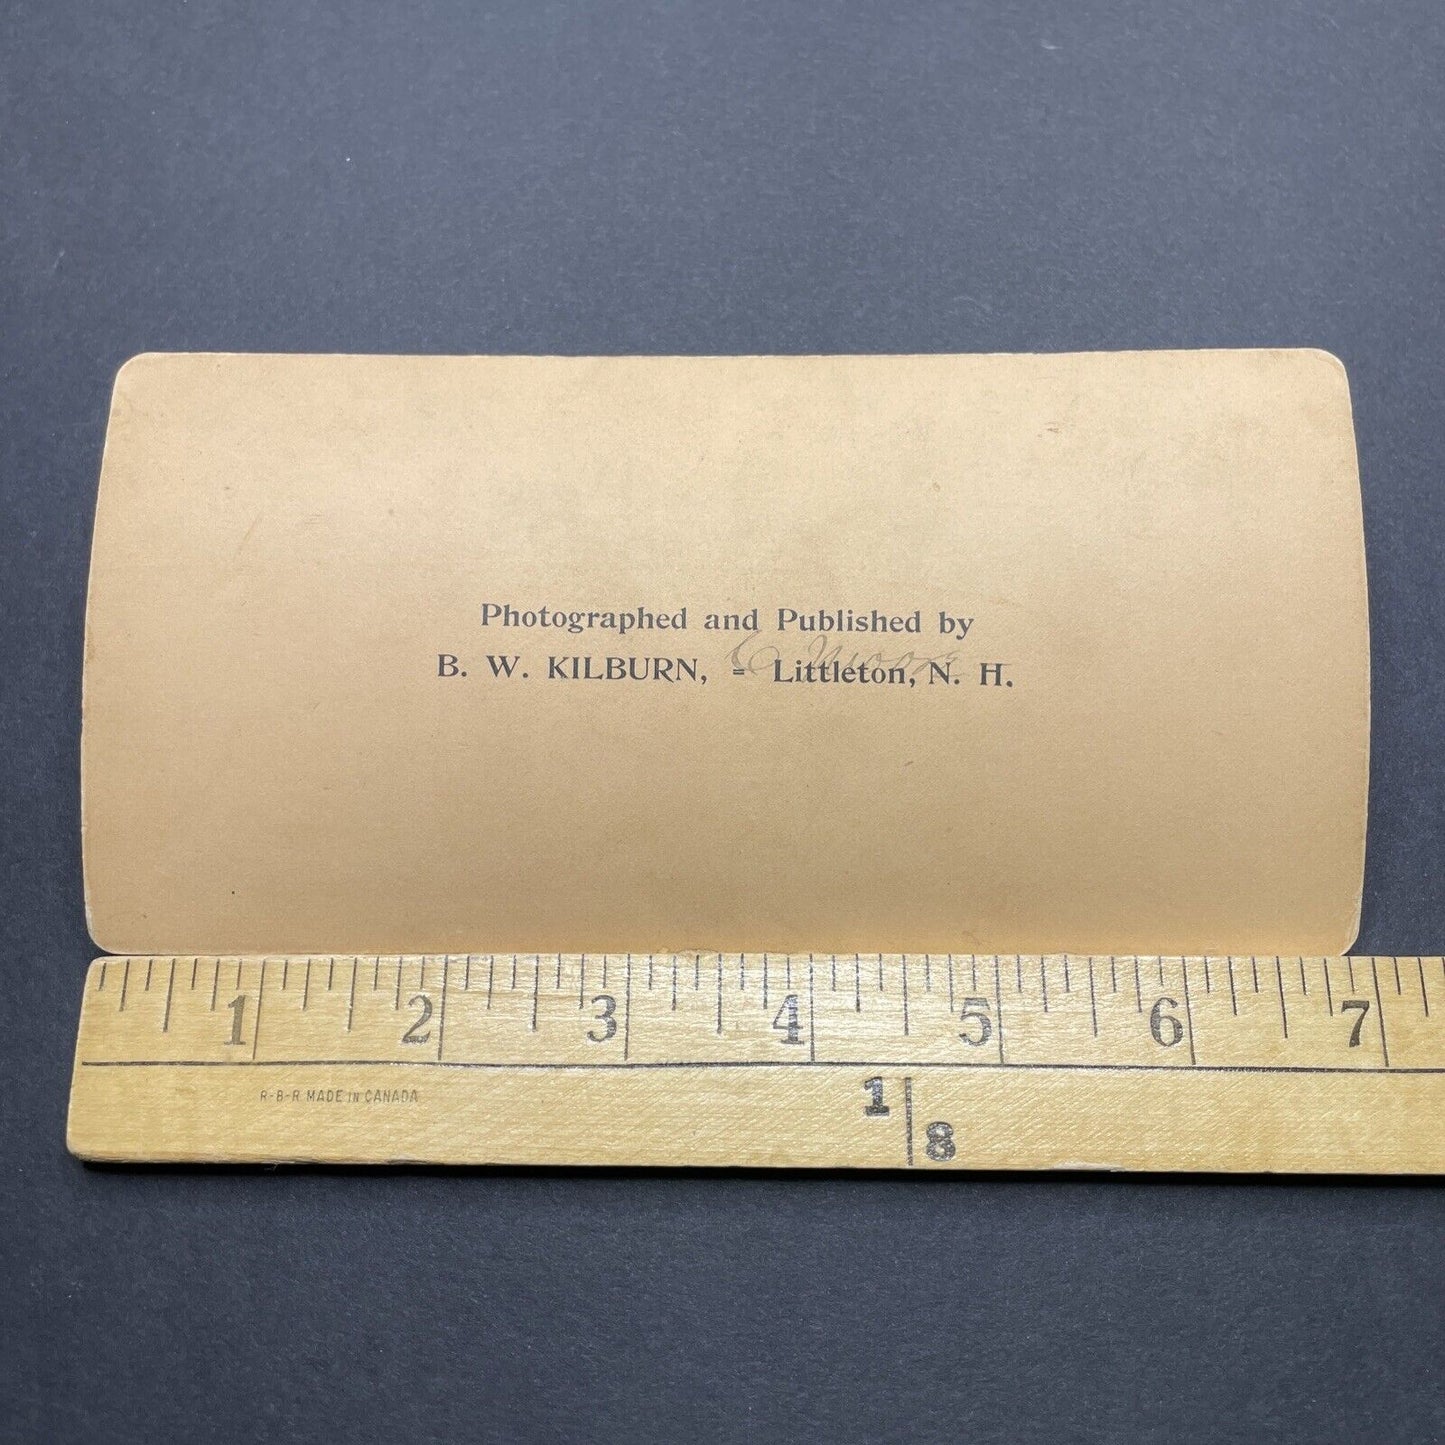 Photographed and Published by
B. W. KILBURN, - Littleton, N. H.
1 2 3 4 5 6 7
R-B-R MADE IN CANADA
1
8